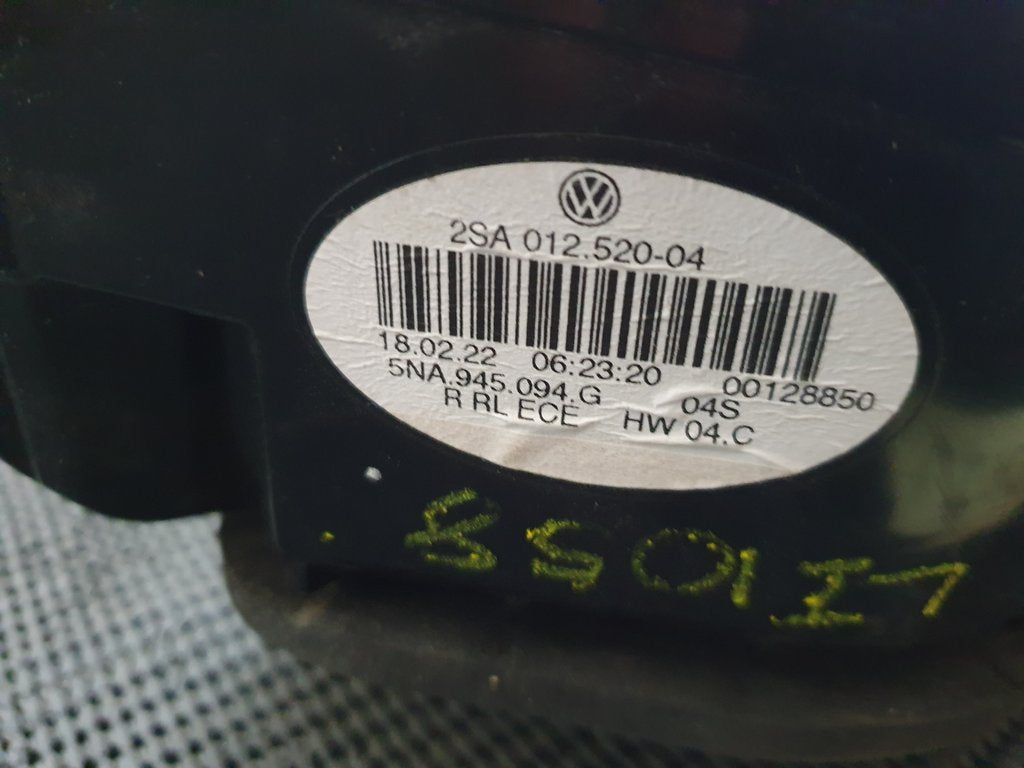 2SA 012.520-04
18.02.22 06:23:20 00128850
5NA.945.094.G 04S
R RL ECE HW 04.C